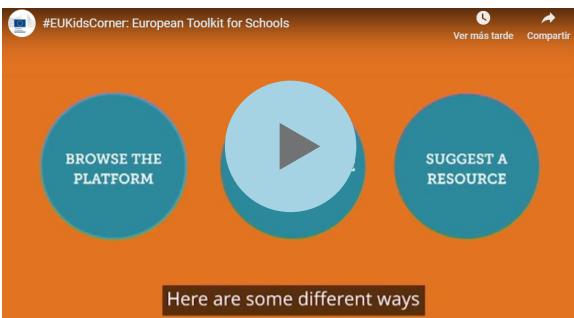 #EUKidsCorner: European Toolkit for Schools
Ver más tarde
Compartir
BROWSE THE
PLATFORM
SUGGEST A
RESOURCE
Here are some different ways